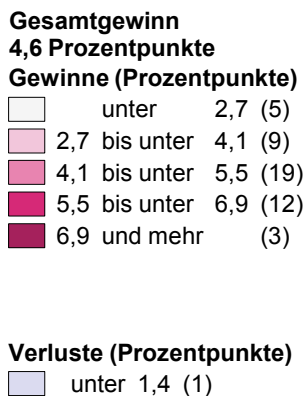 Gesamtgewinn
4,6 Prozentpunkte
Gewinne (Prozentpunkte)
unter 2,7 (5)
2,7 bis unter 4,1 (9)
4,1 bis unter 5,5 (19)
5,5 bis unter 6,9 (12)
6,9 und mehr (3)
Verluste (Prozentpunkte)
unter 1,4 (1)